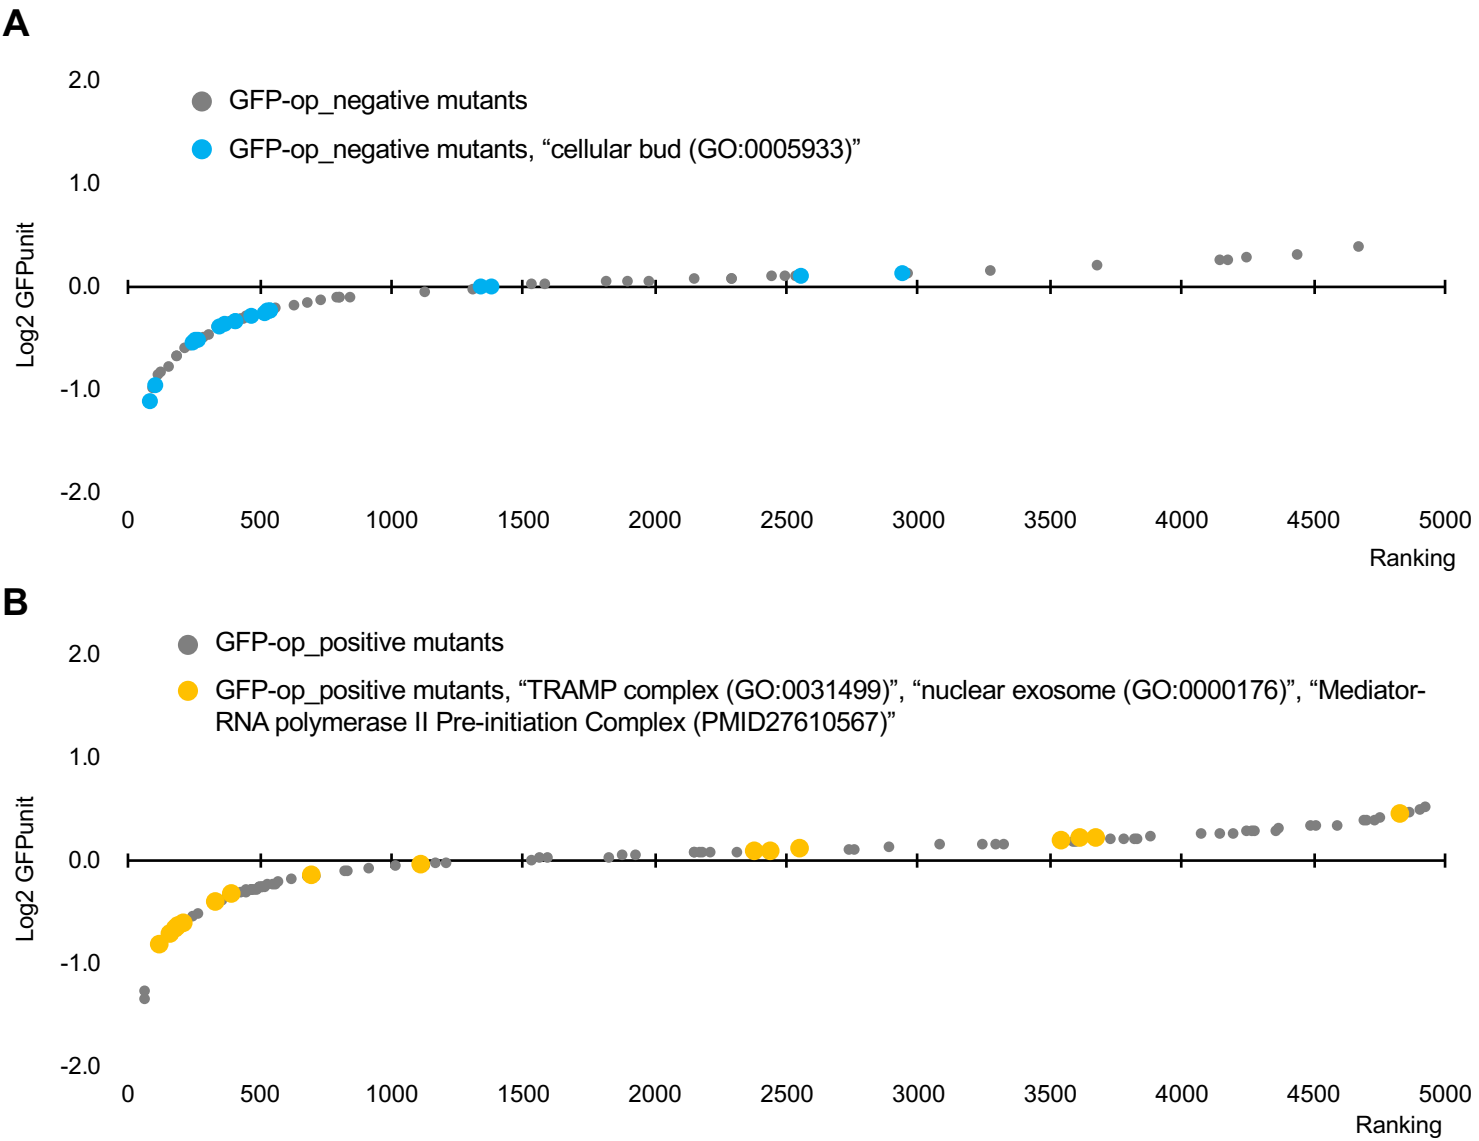 A
2.0
GFP-op_negative mutants
GFP-op_negative mutants, “cellular bud (GO:0005933)”
1.0
Log2 GFPunit
0.0
-1.0
-2.0
0 500 1000 1500 2000 2500 3000 3500 4000 4500 5000
Ranking
B
GFP-op_positive mutants
2.0
GFP-op_positive mutants, “TRAMP complex (GO:0031499)”, “nuclear exosome (GO:0000176)”, “Mediator-
RNA polymerase II Pre-initiation Complex (PMID27610567)”
1.0
Log2 GFPunit
0.0
-1.0
-2.0
0 500 1000 1500 2000 2500 3000 3500 4000 4500 5000
Ranking